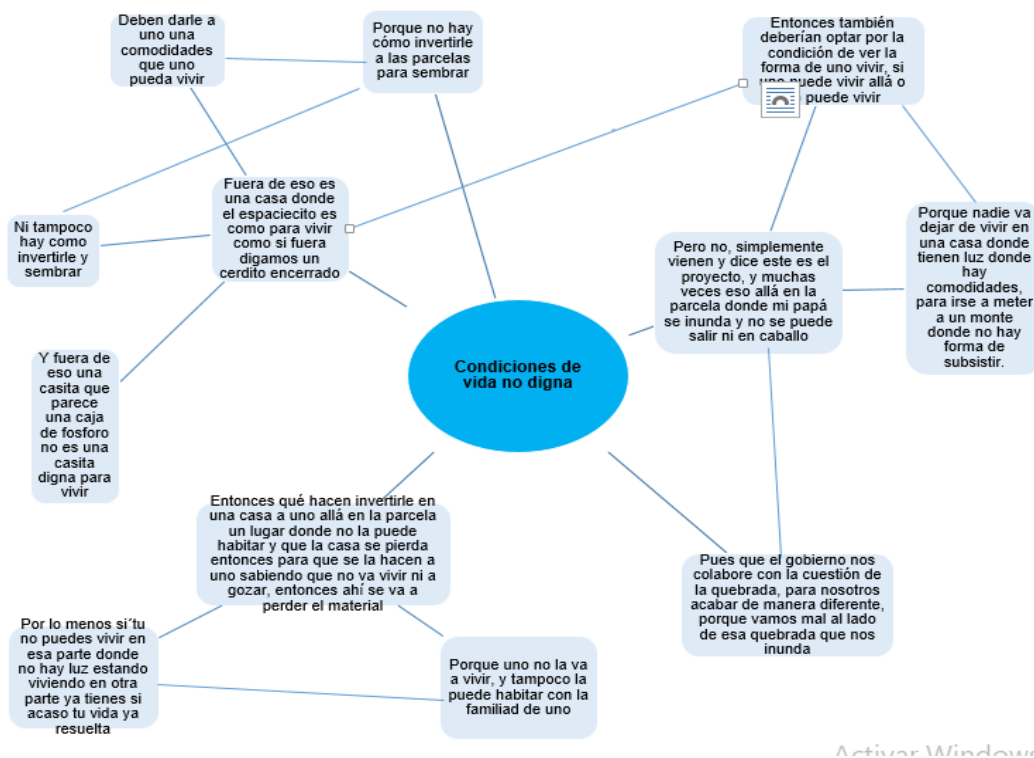 Deben darle a
uno una
comodidades
que uno
pueda vivir
Porque no hay
cómo invertirle
a las parcelas
para sembrar
Entonces también
deberían optar por la
condición de ver la
forma de uno vivir, si
uno puede vivir allá o
puede vivir
Fuera de eso es
una casa donde
el espaciecito es
como para vivir
como si fuera
digamos un
cerdito encerrado
Ni tampoco
hay como
invertirle y
sembrar
Pero no, simplemente
vienen y dice este es el
proyecto, y muchas
veces eso allá en la
parcela donde mi papá
se inunda y no se puede
salir ni en caballo
Porque nadie va
dejar de vivir en
una casa donde
tienen luz donde
hay
comodidades,
para irse a meter
a un monte
donde no hay
forma de
subsistir.
Condiciones de
vida no digna
Y fuera de
eso una
casita que
parece
una caja
de fosforo
no es una
casita
digna para
vivir
Entonces qué hacen invertirle en
una casa a uno allá en la parcela
un lugar donde no la puede
habitar y que la casa se pierda
entonces para que se la hacen a
uno sabiendo que no va vivir ni a
gozar, entonces ahí se va a
perder el material
Pues que el gobierno nos
colabore con la cuestión de
la quebrada, para nosotros
acabar de manera diferente,
porque vamos mal al lado
de esa quebrada que nos
inunda
Por lo menos si´tu
no puedes vivir en
esa parte donde
no hay luz estando
viviendo en otra
parte ya tienes si
acaso tu vida ya
resuelta
Porque uno no la va
a vivir, y tampoco la
puede habitar con la
familiad de uno
Activar Windows